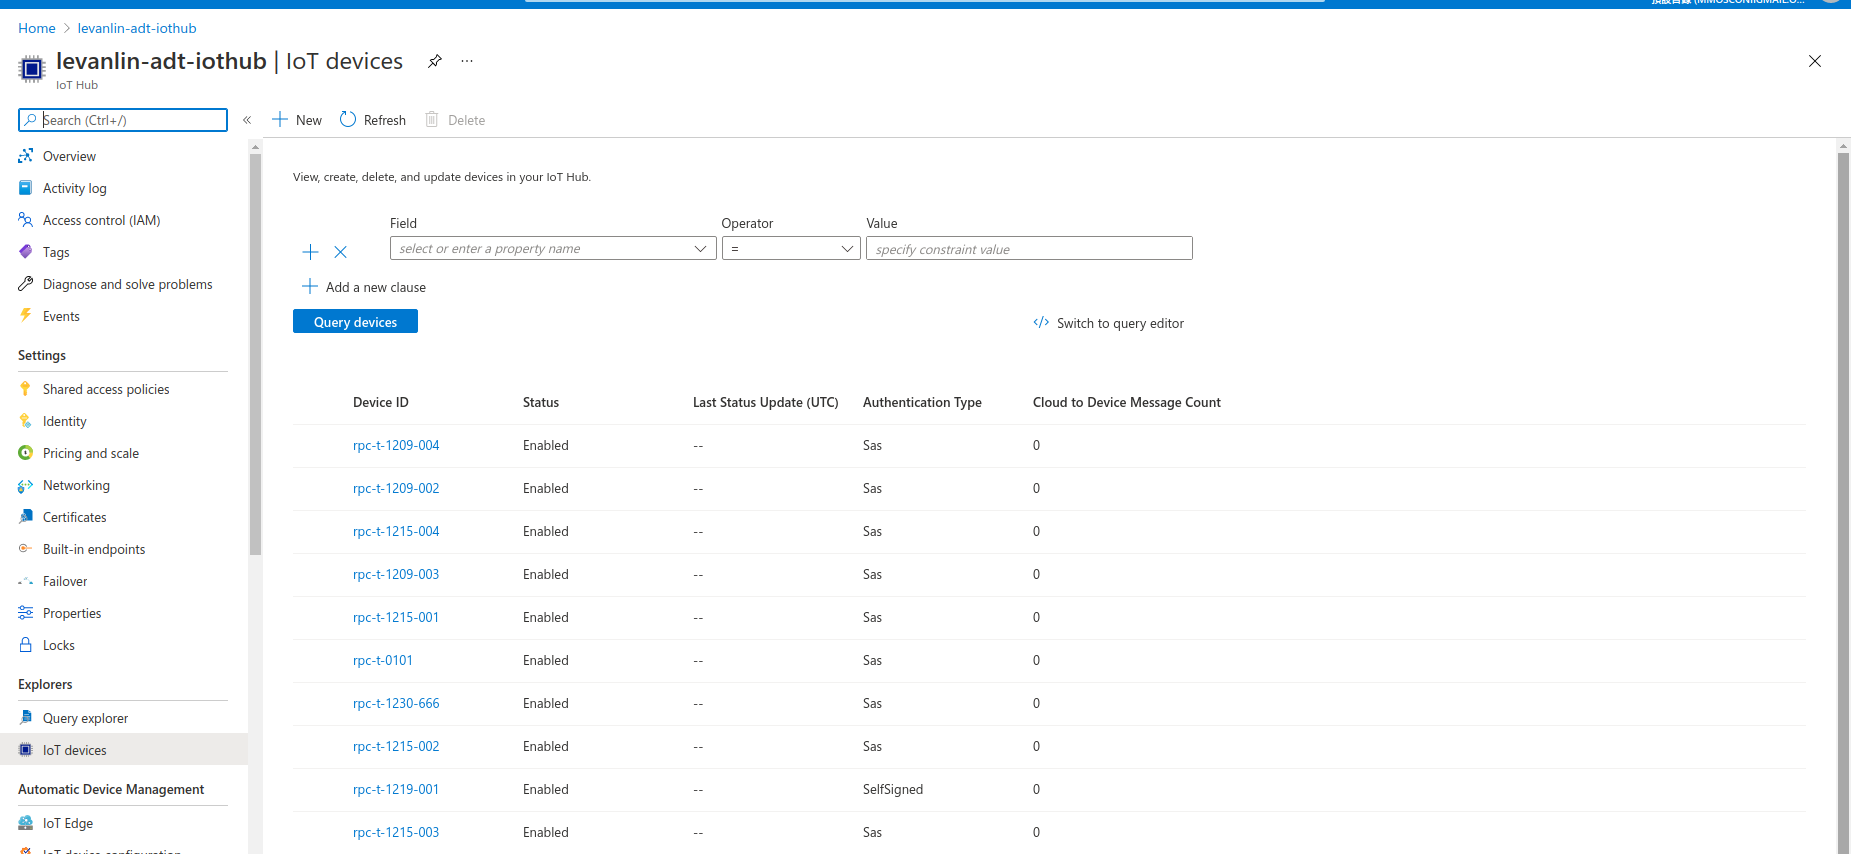 Home > levanlin-adt-iothub
levanlin-adt-iothub | IoT devices
IoT Hub
Search (Ctrl+/)
« New Refresh Delete
Overview
Activity log
Access control (IAM)
Tags
Diagnose and solve problems
Events
Settings
Shared access policies
Identity
Pricing and scale
Networking
Certificates
Built-in endpoints
Failover
Properties
Locks
Explorers
Query explorer
IoT devices
Automatic Device Management
IoT Edge
IoT device configuration
View, create, delete, and update devices in your IoT Hub.
Field Operator Value
select or enter a property name = specify constraint value
Add a new clause
Query devices
</> Switch to query editor
Device ID Status Last Status Update (UTC) Authentication Type Cloud to Device Message Count
rpc-t-1209-004 Enabled -- Sas 0
rpc-t-1209-002 Enabled -- Sas 0
rpc-t-1215-004 Enabled -- Sas 0
rpc-t-1209-003 Enabled -- Sas 0
rpc-t-1215-001 Enabled -- Sas 0
rpc-t-0101 Enabled -- Sas 0
rpc-t-1230-666 Enabled -- Sas 0
rpc-t-1215-002 Enabled -- Sas 0
rpc-t-1219-001 Enabled -- SelfSigned 0
rpc-t-1215-003 Enabled -- Sas 0